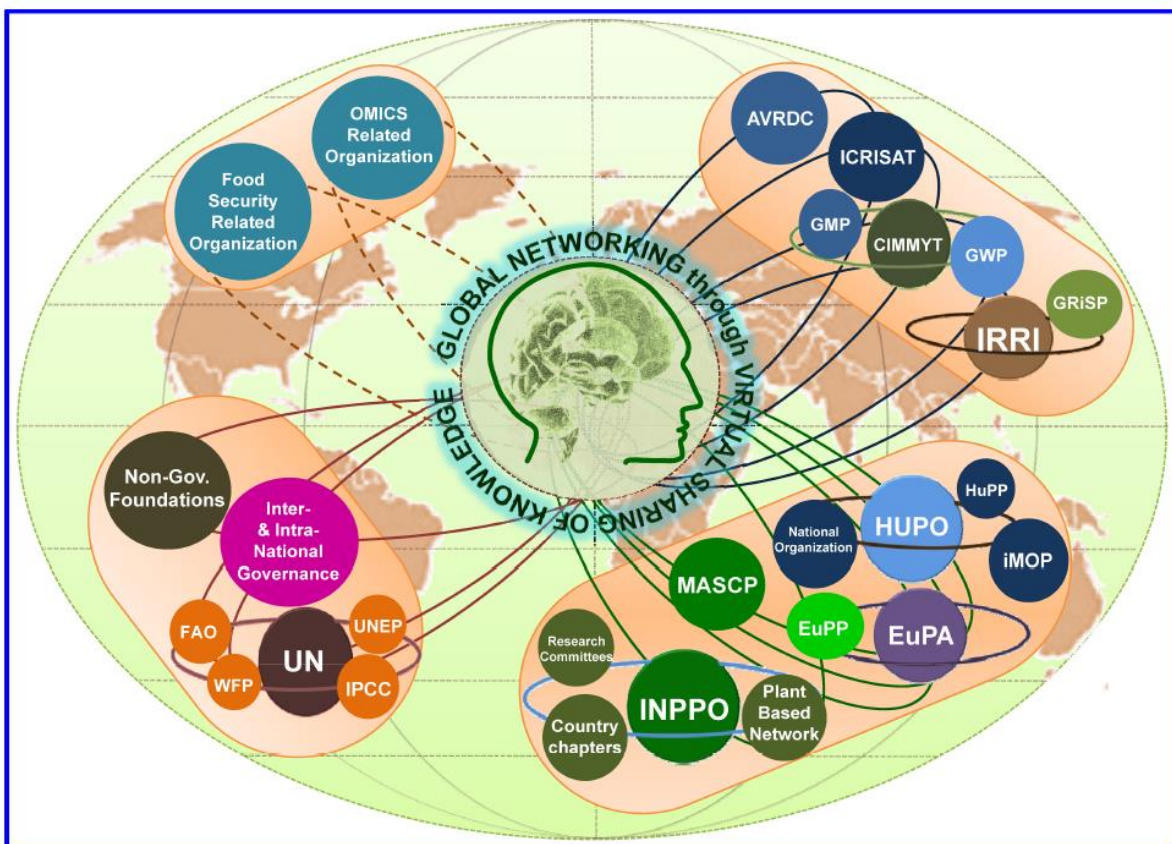 OMICS
Related
Organization
Food
Security
Related
Organization
AVRDC
ICRISAT
GMP
CIMMYT
GWP
GRiSP
IRRI
GLOBAL NETWORKING through VIRTUAL SHARING OF KNOWLEDGE
Non-Gov.
Foundations
Inter-
& Intra-
National
Governance
FAO
UNEP
UN
WFP
IPCC
HuPP
HUPO
National
Organization
iMOP
MASCP
EuPP
EuPA
Research
Committees
INPPO
Plant
Based
Network
Country
chapters